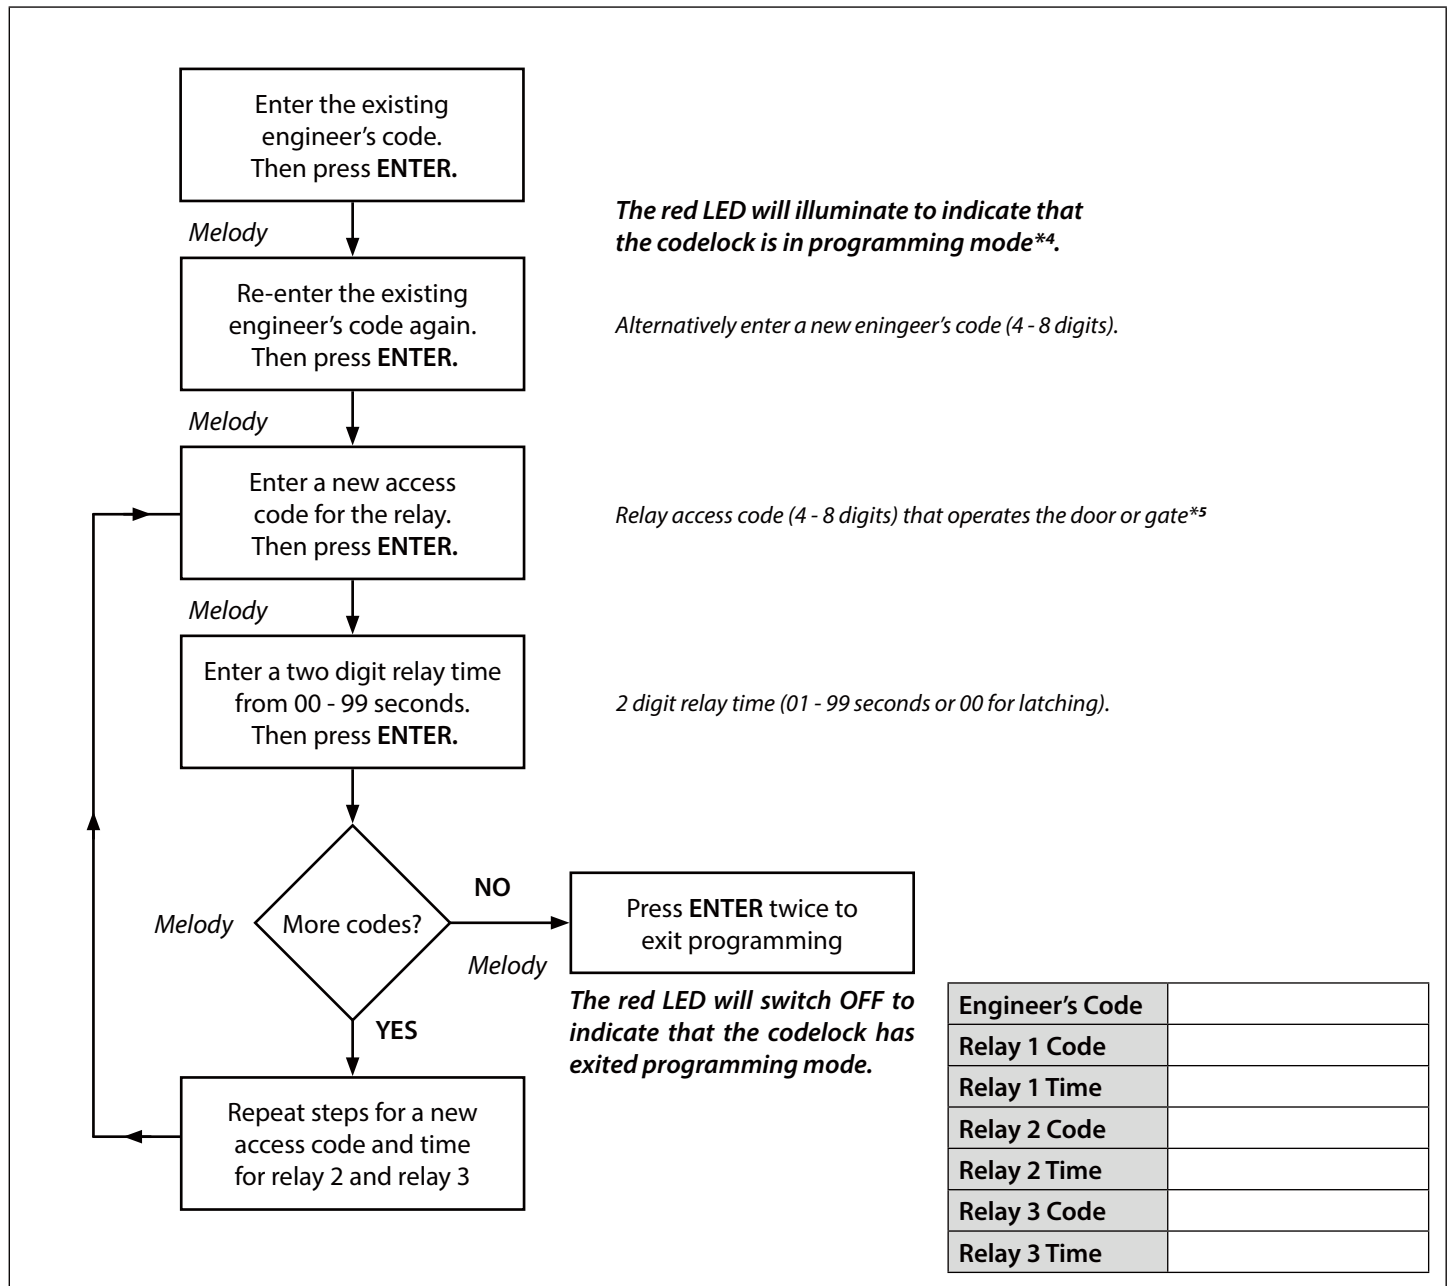 Enter the existing
engineer’s code.
Then press ENTER.
Melody
The red LED will illuminate to indicate that
the codelock is in programming mode*4.
Re-enter the existing
engineer’s code again.
Then press ENTER.
Alternatively enter a new eningeer’s code (4 - 8 digits).
Melody
Enter a new access
code for the relay.
Then press ENTER.
Relay access code (4 - 8 digits) that operates the door or gate*5
Melody
Enter a two digit relay time
from 00 - 99 seconds.
Then press ENTER.
2 digit relay time (01 - 99 seconds or 00 for latching).
Melody
More codes?
NO
Melody
Press ENTER twice to
exit programming
The red LED will switch OFF to
indicate that the codelock has
exited programming mode.
YES
Repeat steps for a new
access code and time
for relay 2 and relay 3
Engineer’s Code
Relay 1 Code
Relay 1 Time
Relay 2 Code
Relay 2 Time
Relay 3 Code
Relay 3 Time